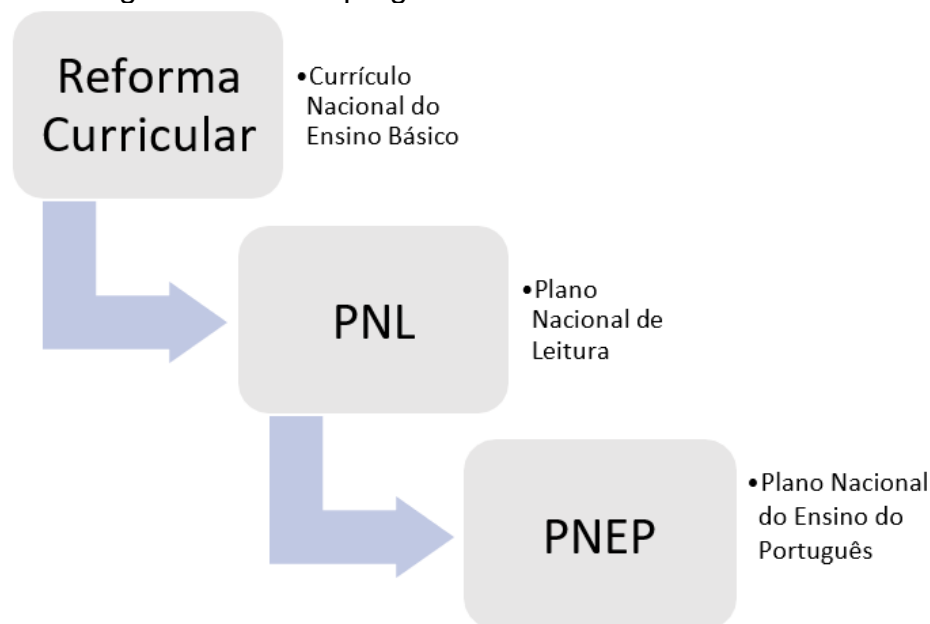 Reforma
Curricular
•Currículo
Nacional do
Ensino Básico
PNL
•Plano
Nacional de
Leitura
PNEP
•Plano Nacional
do Ensino do
Português